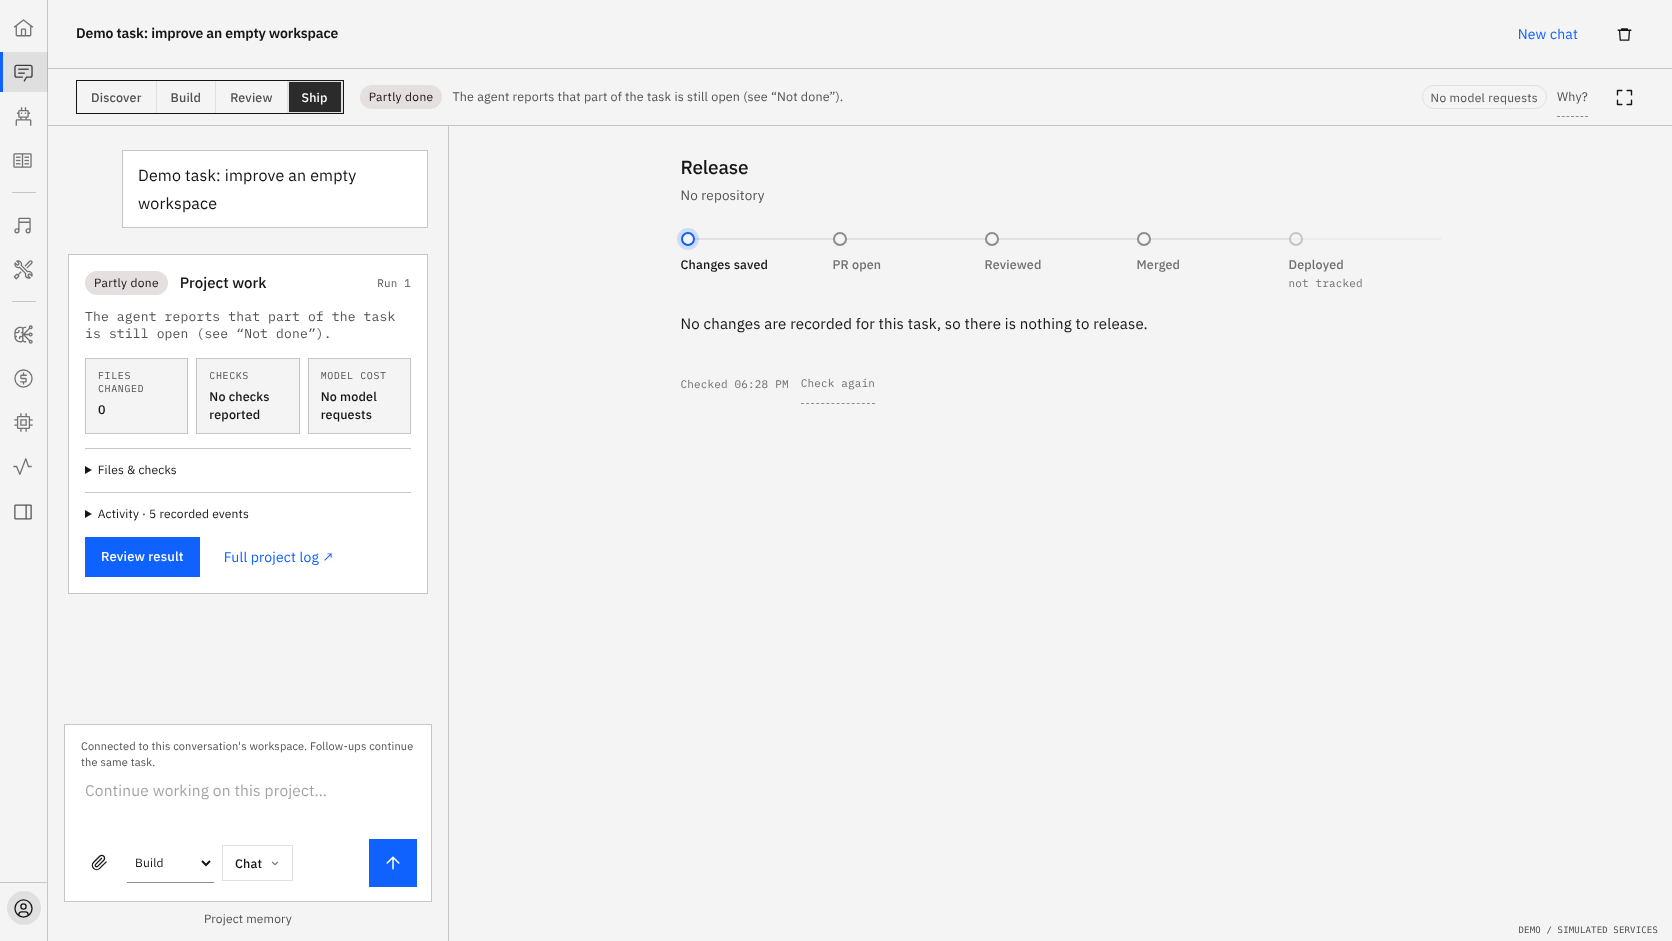 Demo task: improve an empty workspace
New chat
Discover
Build
Review
Ship
Partly done
The agent reports that part of the task is still open (see “Not done”).
No model requests
Why?
Demo task: improve an empty
workspace
Partly done
Project work
Run 1
The agent reports that part of the task
is still open (see “Not done”).
FILES
CHANGED
0
CHECKS
No checks
reported
MODEL COST
No model
requests
Files & checks
Activity · 5 recorded events
Review result
Full project log ↗
Connected to this conversation's workspace. Follow-ups continue
the same task.
Continue working on this project...
Build
Chat
Project memory
Release
No repository
Changes saved
PR open
Reviewed
Merged
Deployed
not tracked
No changes are recorded for this task, so there is nothing to release.
Checked 06:28 PM
Check again
DEMO / SIMULATED SERVICES